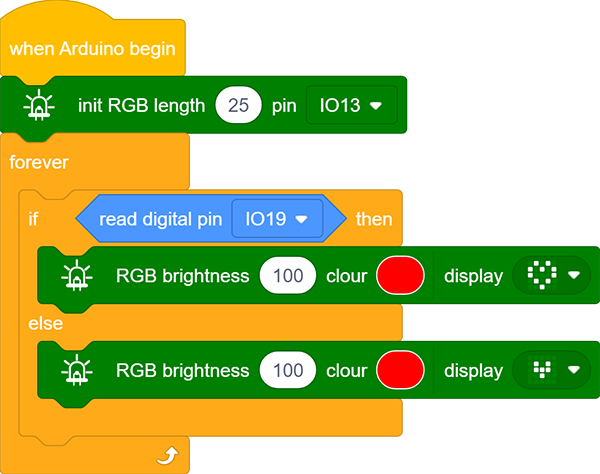 when Arduino begin
init RGB length 25 pin IO13
forever
if read digital pin IO19 then
RGB brightness 100 clour display
else
RGB brightness 100 clour display